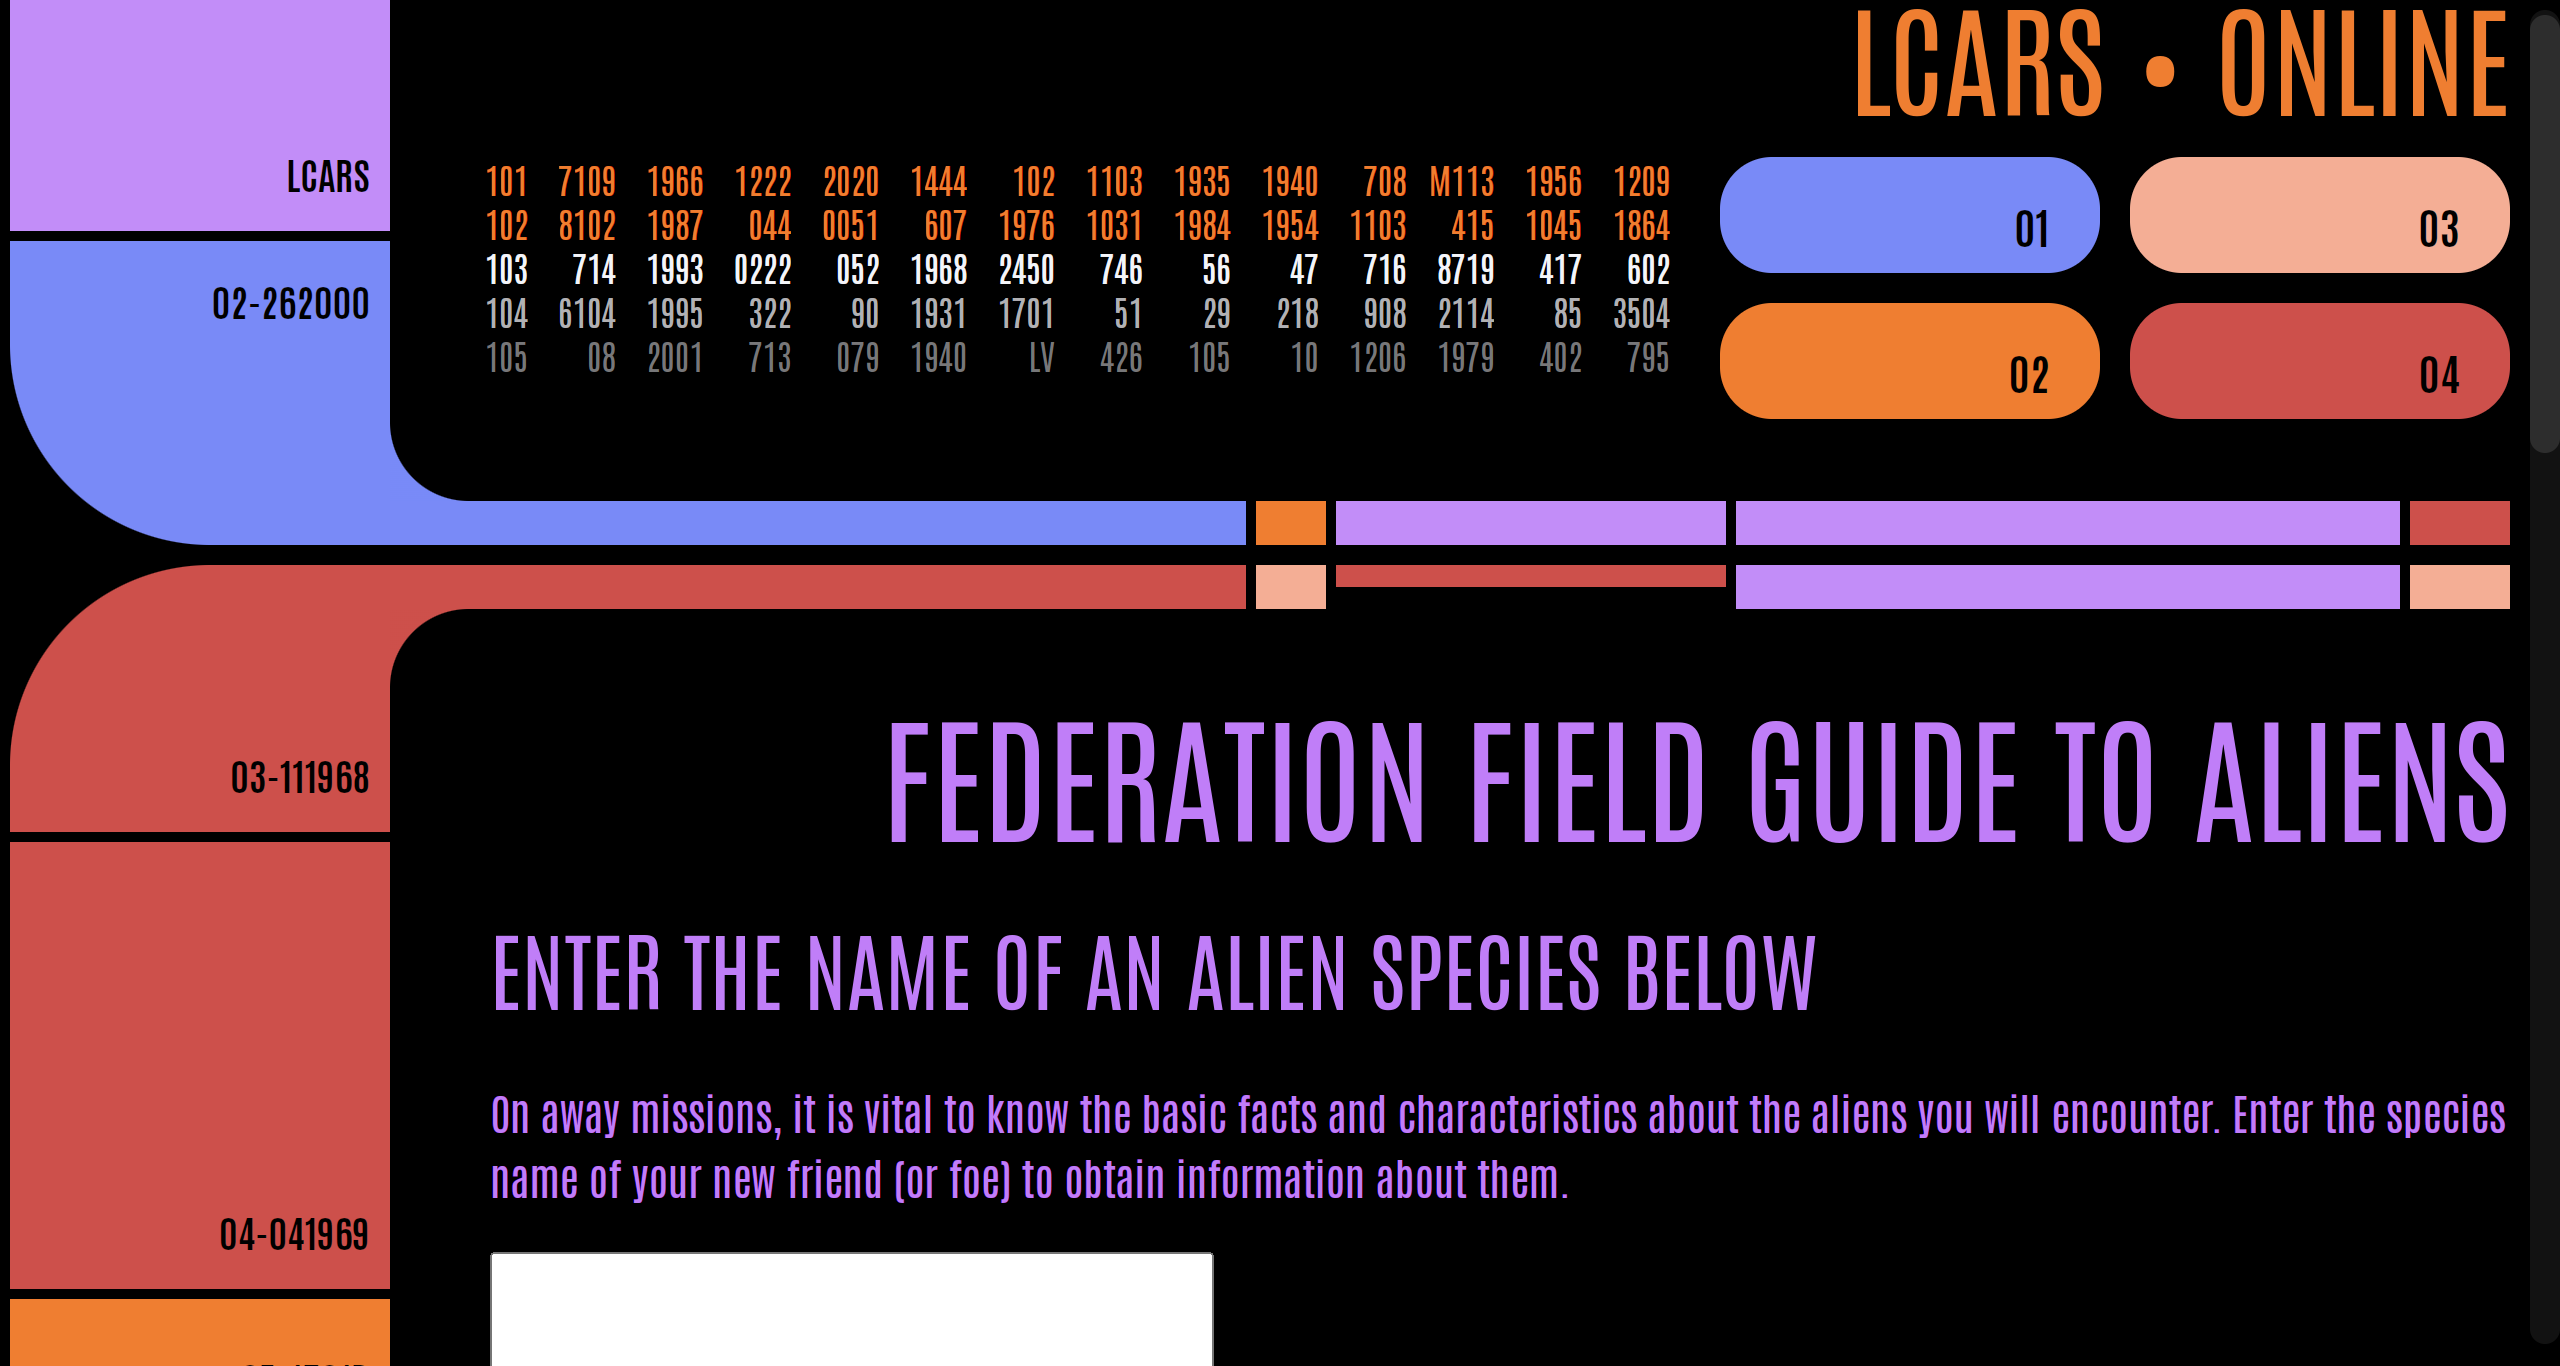 LCARS • ONLINE
LCARS
02-262000
101 7109 1966 1222 2020 1444 102 1103 1935 1940 708 M113 1956 1209
102 8102 1987 044 0051 607 1976 1031 1984 1954 1103 415 1045 1864
103 714 1993 0222 052 1968 2450 746 56 47 716 8719 417 602
104 6104 1995 322 90 1931 1701 51 29 218 908 2114 85 3504
105 08 2001 713 079 1940 LV 426 105 10 1206 1979 402 795
01
03
02
04
03-111968
FEDERATION FIELD GUIDE TO ALIENS
ENTER THE NAME OF AN ALIEN SPECIES BELOW
On away missions, it is vital to know the basic facts and characteristics about the aliens you will encounter. Enter the species
name of your new friend (or foe) to obtain information about them.
04-041969